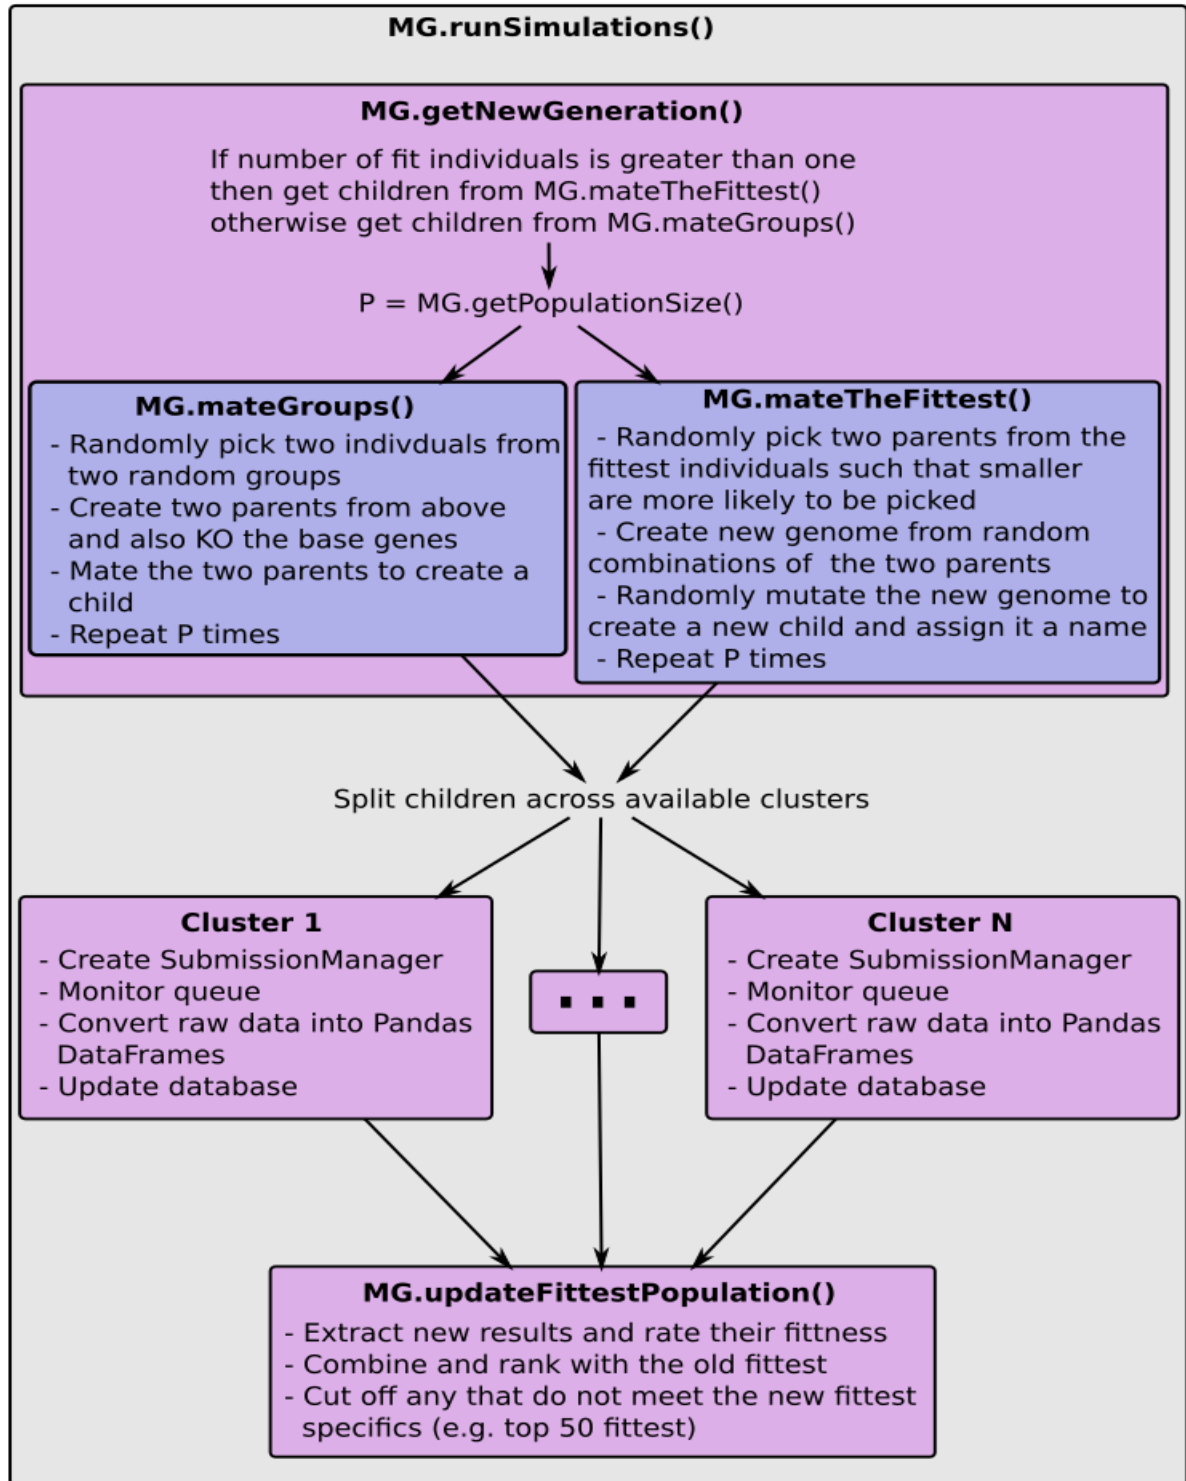 MG.runSimulations()
MG.getNewGeneration()
If number of fit individuals is greater than one
then get children from MG.mateTheFittest()
otherwise get children from MG.mateGroups()
P = MG.getPopulationSize()
MG.mateGroups()
- Randomly pick two indivduals from
two random groups
- Create two parents from above
and also KO the base genes
- Mate the two parents to create a
child
- Repeat P times
MG.mateTheFittest()
- Randomly pick two parents from the
fittest individuals such that smaller
are more likely to be picked
- Create new genome from random
combinations of  the two parents
- Randomly mutate the new genome to
create a new child and assign it a name
- Repeat P times
Split children across available clusters
Cluster 1
- Create SubmissionManager
- Monitor queue
- Convert raw data into Pandas
DataFrames
- Update database
...
Cluster N
- Create SubmissionManager
- Monitor queue
- Convert raw data into Pandas
DataFrames
- Update database
MG.updateFittestPopulation()
- Extract new results and rate their fittness
- Combine and rank with the old fittest
- Cut off any that do not meet the new fittest
specifics (e.g. top 50 fittest)